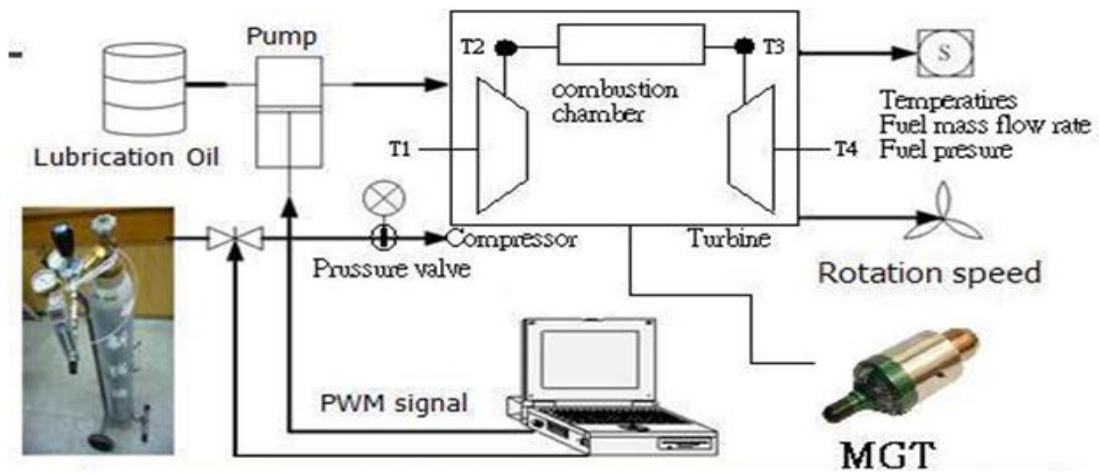 Pump
Lubrication Oil
T2
T3
combustion
chamber
T1
T4
S
Temperatires
Fuel mass flow rate
Fuel presure
Compressor
Turbine
Prussure valve
Rotation speed
PWM signal
MGT